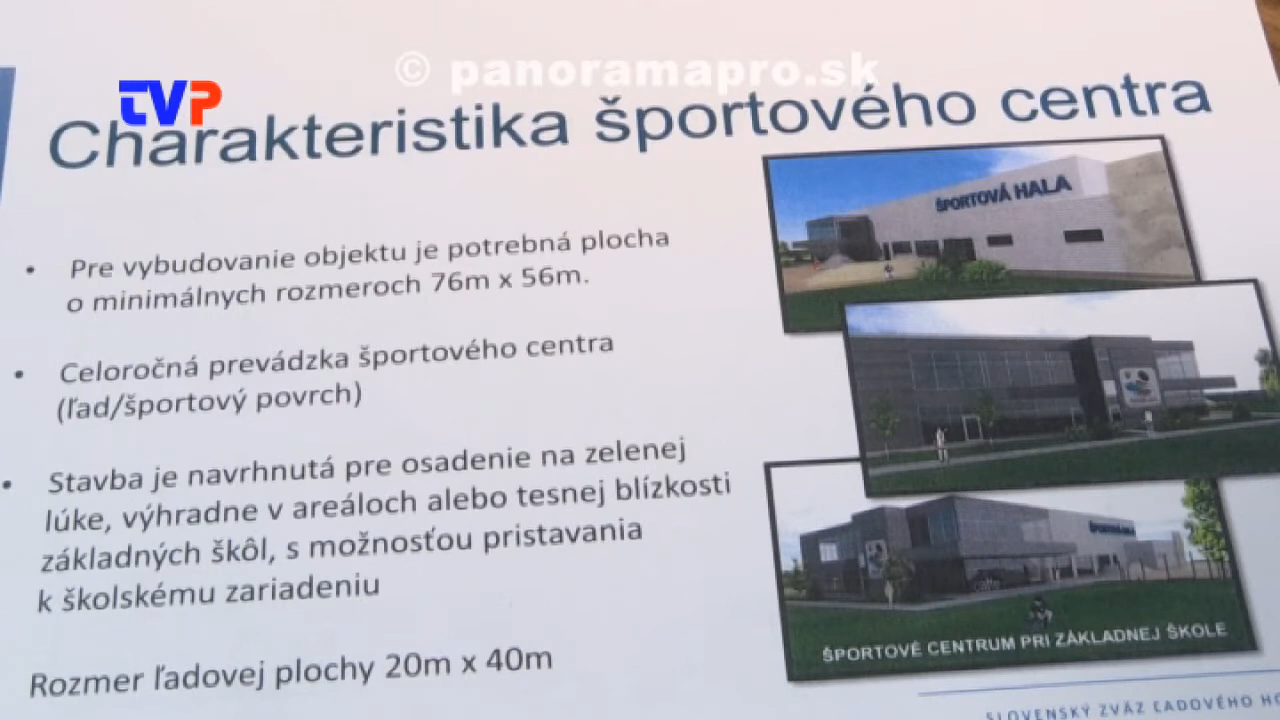 © panoramapro.sk
TVP
Charakteristika športového centra
• Pre vybudovanie objektu je potrebná plocha
o minimálnych rozmeroch 76m x 56m.
• Celoročná prevádzka športového centra
(ľad/športový povrch)
• Stavba je navrhnutá pre osadenie na zelenej
lúke, výhradne v areáloch alebo tesnej blízkosti
základných škôl, s možnosťou pristavania
k školskému zariadeniu
Rozmer ľadovej plochy 20m x 40m
ŠPORTOVÁ HALA
ŠPORTOVÉ CENTRUM PRI ZÁKLADNEJ ŠKOLE
SLOVENSKÝ ZVÄZ ĽADOVÉHO